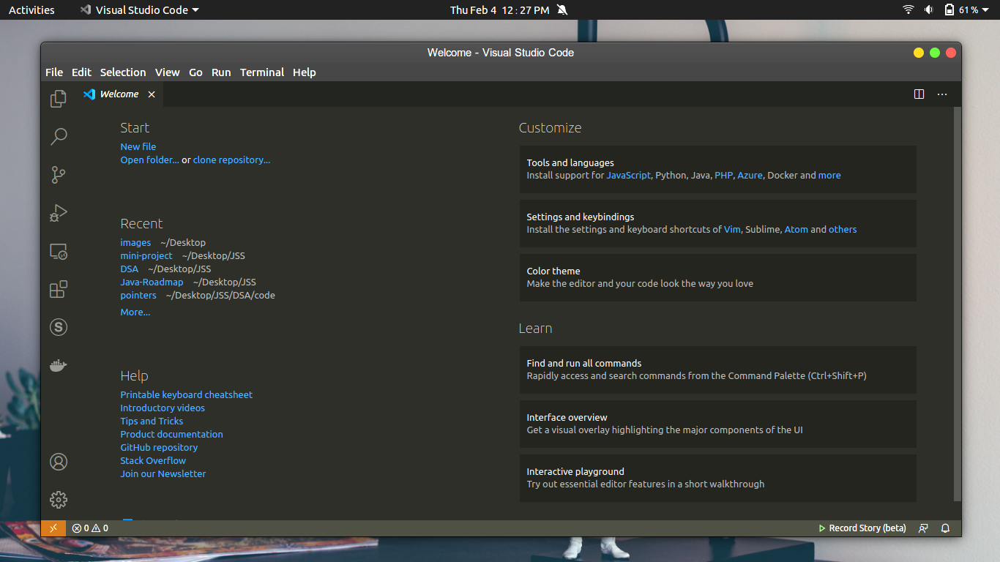 Activities Visual Studio Code Thu Feb 4 12:27 PM 61%
Welcome - Visual Studio Code
File Edit Selection View Go Run Terminal Help
Welcome
Start
New file
Open folder... or clone repository...
Recent
images ~/Desktop
mini-project ~/Desktop/JSS
DSA ~/Desktop/JSS
Java-Roadmap ~/Desktop/JSS
pointers ~/Desktop/JSS/DSA/code
More...
Help
Printable keyboard cheatsheet
Introductory videos
Tips and Tricks
Product documentation
GitHub repository
Stack Overflow
Join our Newsletter
Customize
Tools and languages
Install support for JavaScript, Python, Java, PHP, Azure, Docker and more
Settings and keybindings
Install the settings and keyboard shortcuts of Vim, Sublime, Atom and others
Color theme
Make the editor and your code look the way you love
Learn
Find and run all commands
Rapidly access and search commands from the Command Palette (Ctrl+Shift+P)
Interface overview
Get a visual overlay highlighting the major components of the UI
Interactive playground
Try out essential editor features in a short walkthrough
0 0 Record Story (beta)